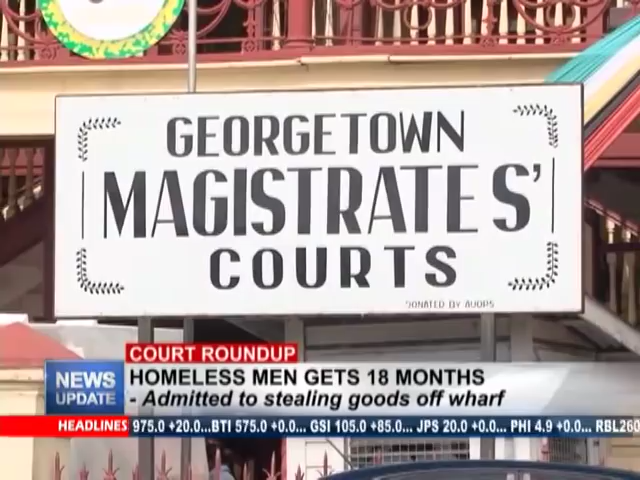 GEORGETOWN
MAGISTRATES'
COURTS
DONATED BY
COURT ROUNDUP
NEWS
UPDATE
HOMELESS MEN GETS 18 MONTHS
- Admitted to stealing goods off wharf
HEADLINES 975.0 +20.0...BTI 575.0 +0.0... GSI 105.0 +85.0... JPS 20.0 +0.0... PHI 4.9 +0.0... RBL260